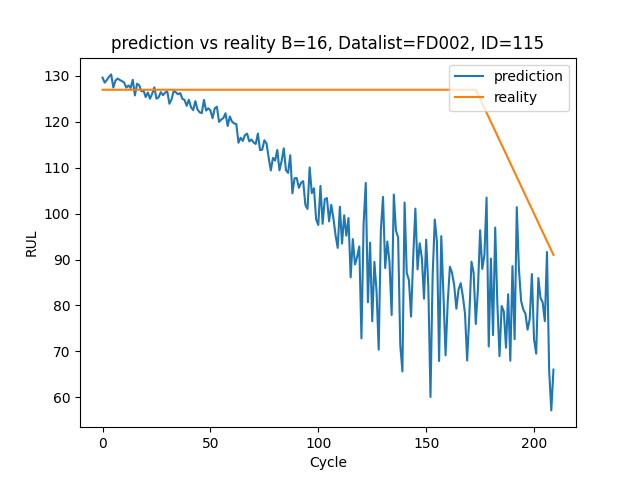 prediction vs reality B=16, Datalist=FD002, ID=115
prediction
reality
RUL
130
120
110
100
90
80
70
60
0
50
100
150
200
Cycle